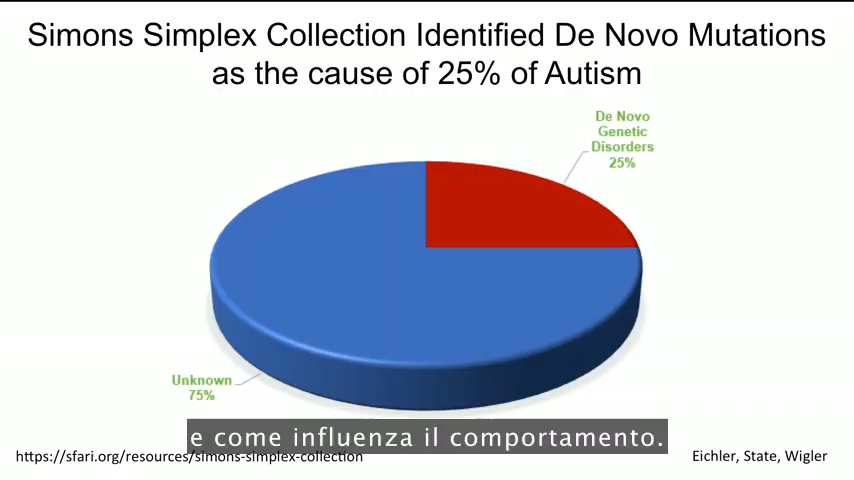 Simons Simplex Collection Identified De Novo Mutations
as the cause of 25% of Autism
De Novo
Genetic
Disorders
25%
Unknown
75%
e come influenza il comportamento.
https://sfari.org/resources/simons-simplex-collection
Eichler, State, Wigler